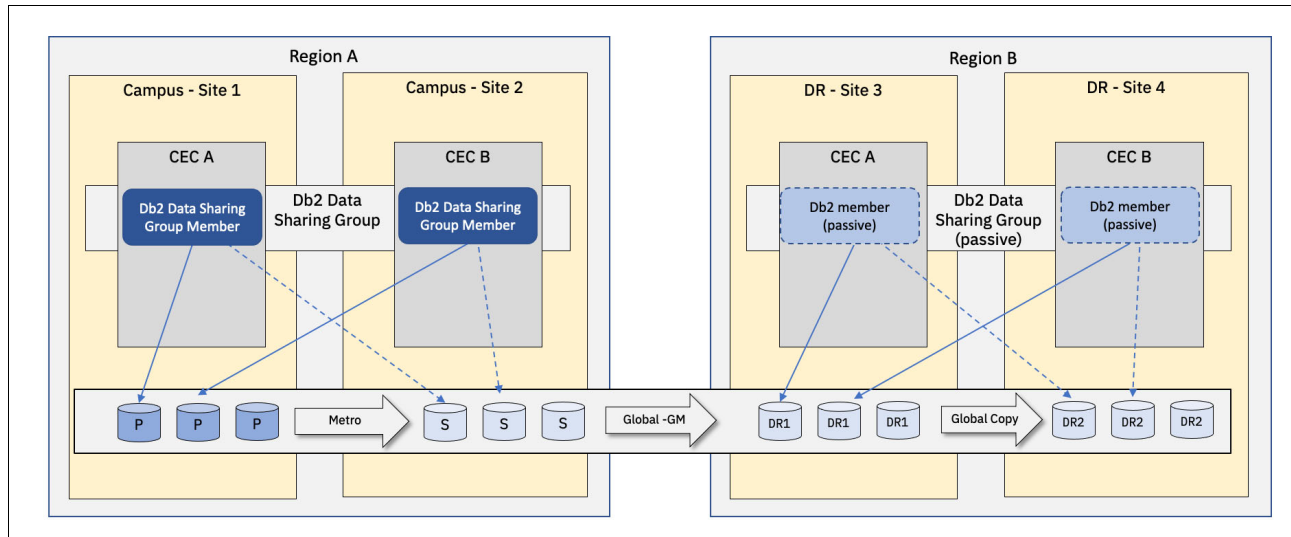 Region A
Region B
Campus - Site 1
Campus - Site 2
DR - Site 3
DR - Site 4
CEC A
CEC B
CEC A
CEC B
Db2 Data Sharing
Group Member
Db2 Data
Sharing Group
Db2 Data Sharing
Group Member
Db2 member
(passive)
Db2 Data
Sharing Group
(passive)
Db2 member
(passive)
P
P
P
Metro
S
S
S
Global -GM
DR1
DR1
DR1
Global Copy
DR2
DR2
DR2